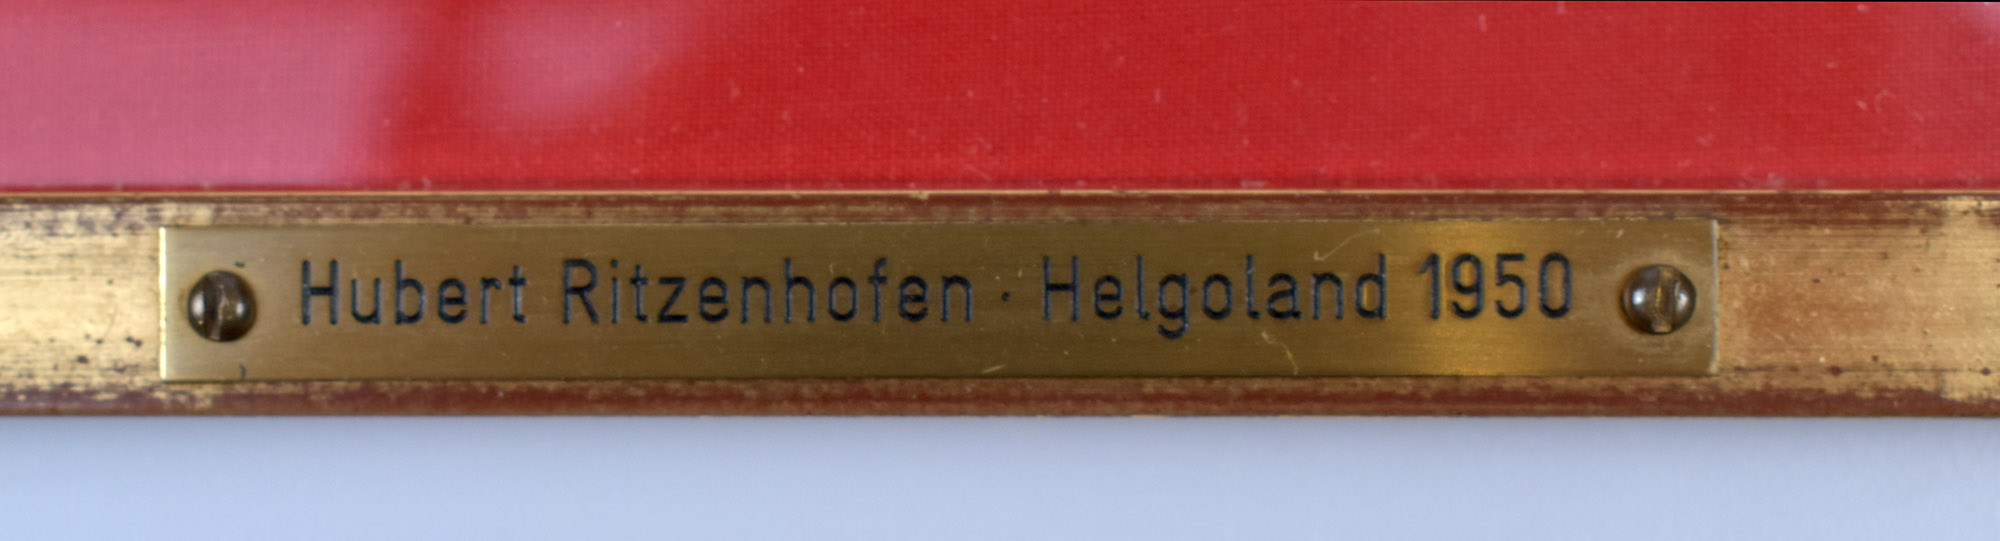 Hubert Ritzenhofen · Helgoland 1950